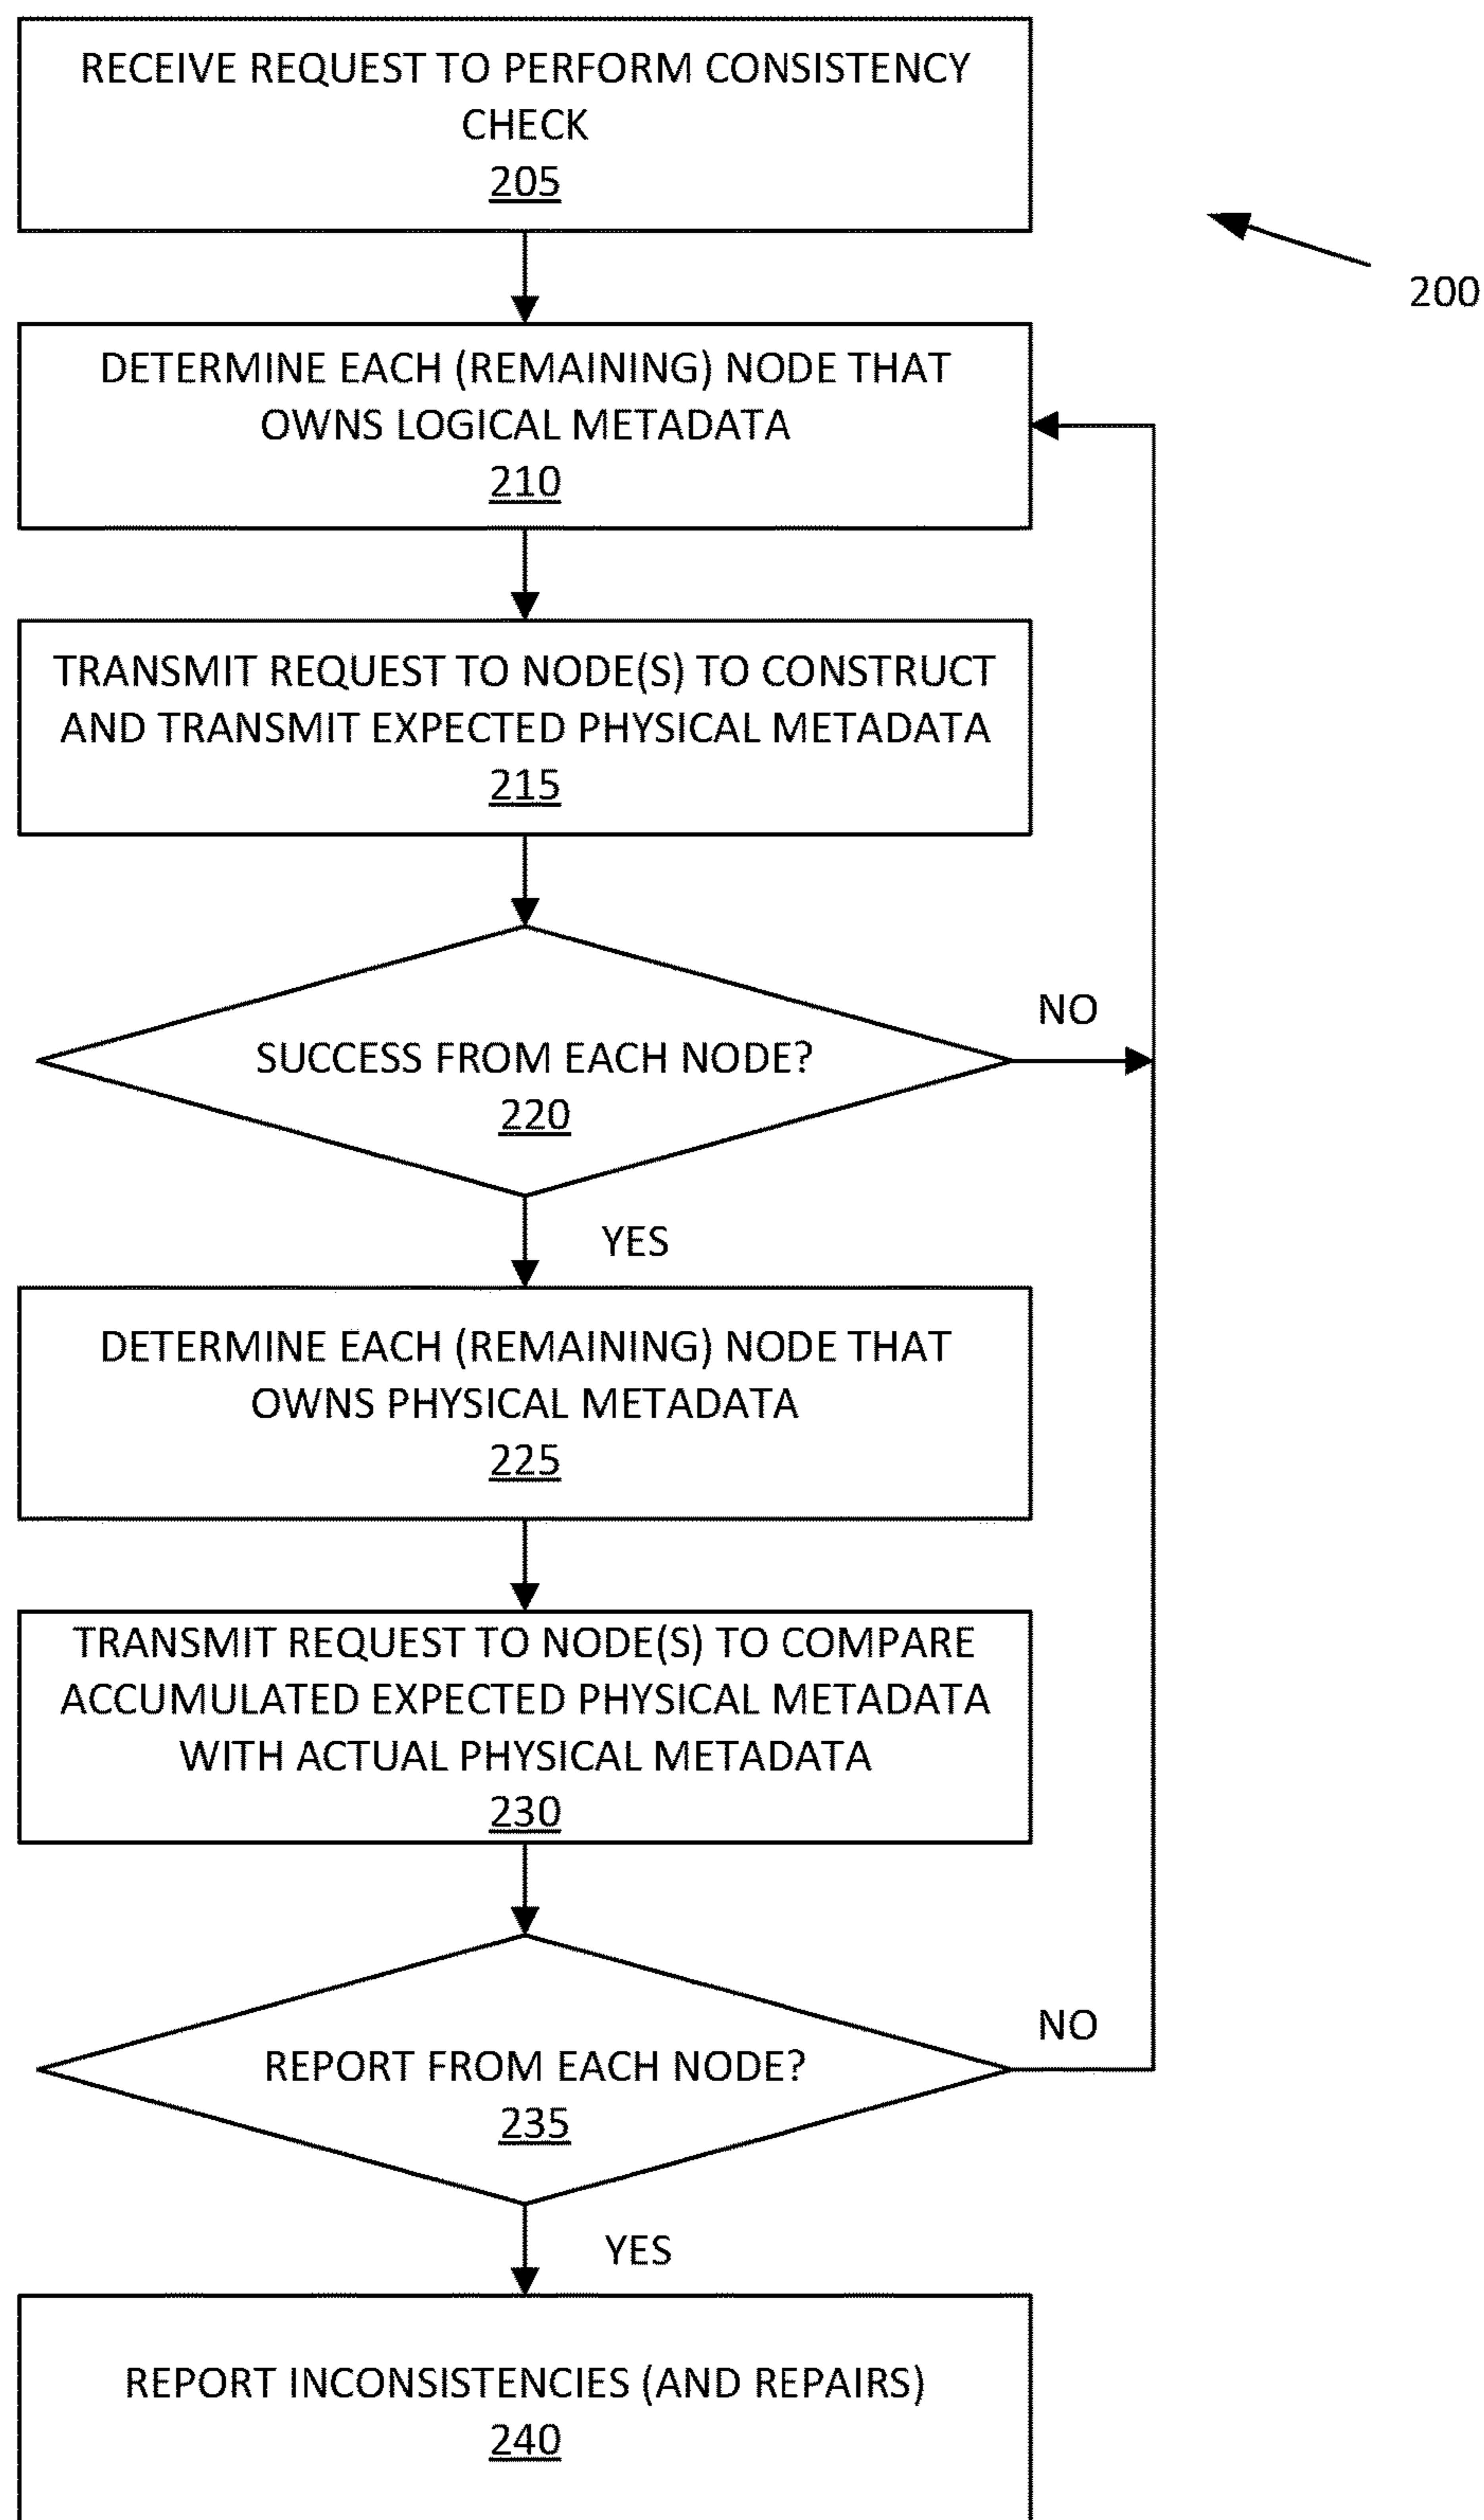 RECEIVE REQUEST TO PERFORM CONSISTENCY
CHECK
205
200
DETERMINE EACH (REMAINING) NODE THAT
OWNS LOGICAL METADATA
210
TRANSMIT REQUEST TO NODE(S) TO CONSTRUCT
AND TRANSMIT EXPECTED PHYSICAL METADATA
215
NO
SUCCESS FROM EACH NODE?
220
YES
DETERMINE EACH (REMAINING) NODE THAT
OWNS PHYSICAL METADATA
225
TRANSMIT REQUEST TO NODE(S) TO COMPARE
ACCUMULATED EXPECTED PHYSICAL METADATA
WITH ACTUAL PHYSICAL METADATA
230
NO
REPORT FROM EACH NODE?
235
YES
REPORT INCONSISTENCIES (AND REPAIRS)
240